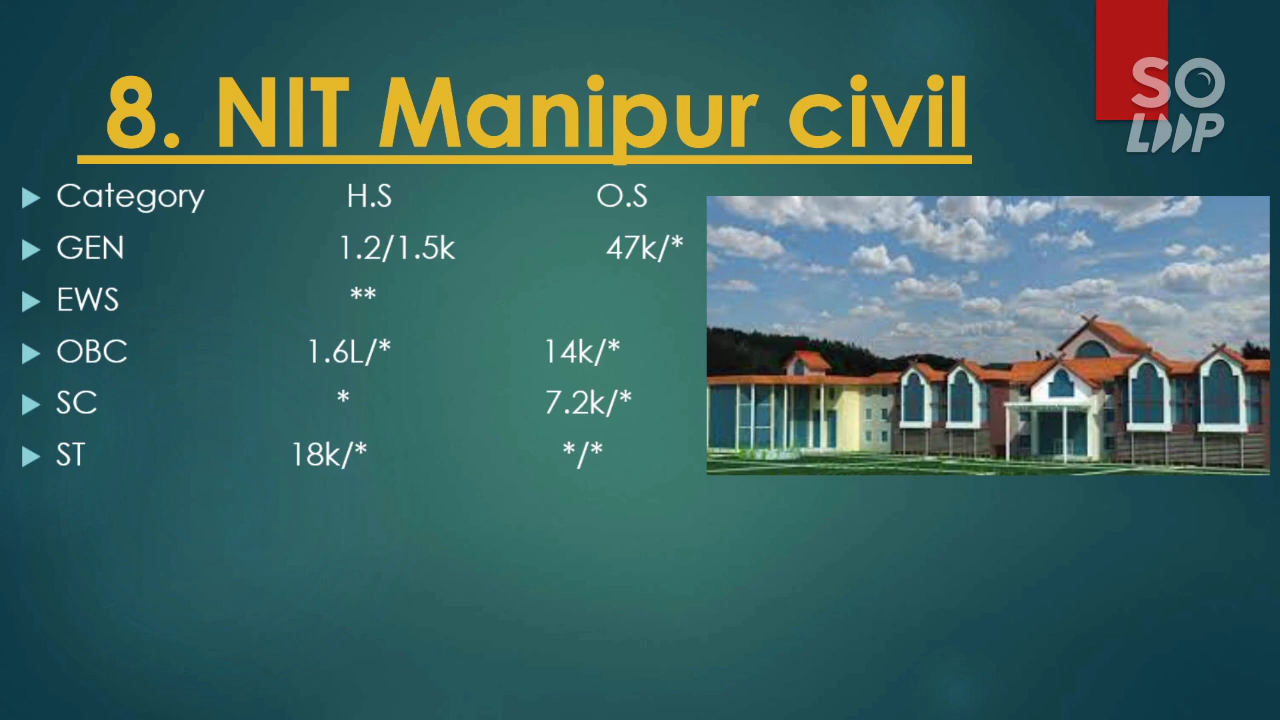 8. NIT Manipur civil
SO
LOOP
Category H.S O.S
GEN 1.2/1.5k 47k/*
EWS **
OBC 1.6L/* 14k/*
SC * 7.2k/*
ST 18k/* */*